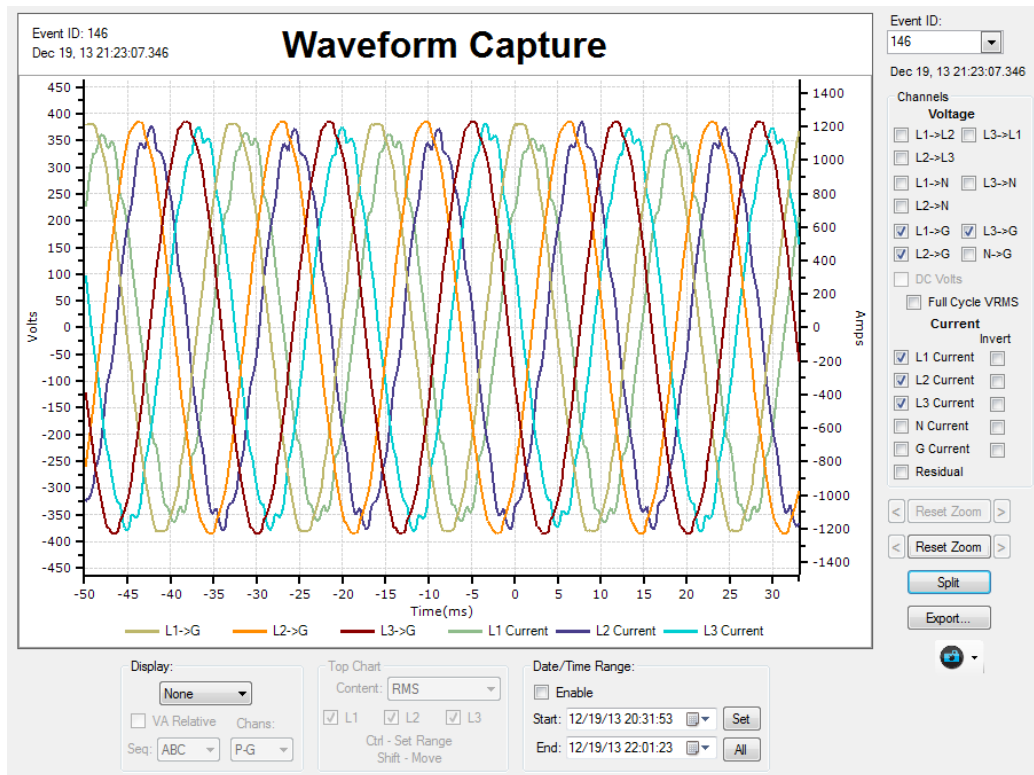 Event ID: 146
Dec 19, 13 21:23:07.346
Waveform Capture
450
400
350
300
250
200
150
100
50
0
-50
-100
-150
-200
-250
-300
-350
-400
-450
Volts
1400
1200
1000
800
600
400
200
0
-200
-400
-600
-800
-1000
-1200
-1400
Amps
-50 -45 -40 -35 -30 -25 -20 -15 -10 -5 0 5 10 15 20 25 30
Time(ms)
L1->G L2->G L3->G L1 Current L2 Current L3 Current
Event ID:
146
Dec 19, 13 21:23:07.346
Channels
Voltage
L1->L2 L3->L1
L2->L3
L1->N L3->N
L2->N
L1->G L3->G
L2->G N->G
DC Volts
Full Cycle VRMS
Current
Invert
L1 Current
L2 Current
L3 Current
N Current
G Current
Residual
< Reset Zoom >
< Reset Zoom >
Split
Export...
Display:
None
VA Relative Chans:
Seq: ABC P-G
Top Chart
Content: RMS
L1 L2 L3
Ctrl - Set Range
Shift - Move
Date/Time Range:
Enable
Start: 12/19/13 20:31:53 Set
End: 12/19/13 22:01:23 All